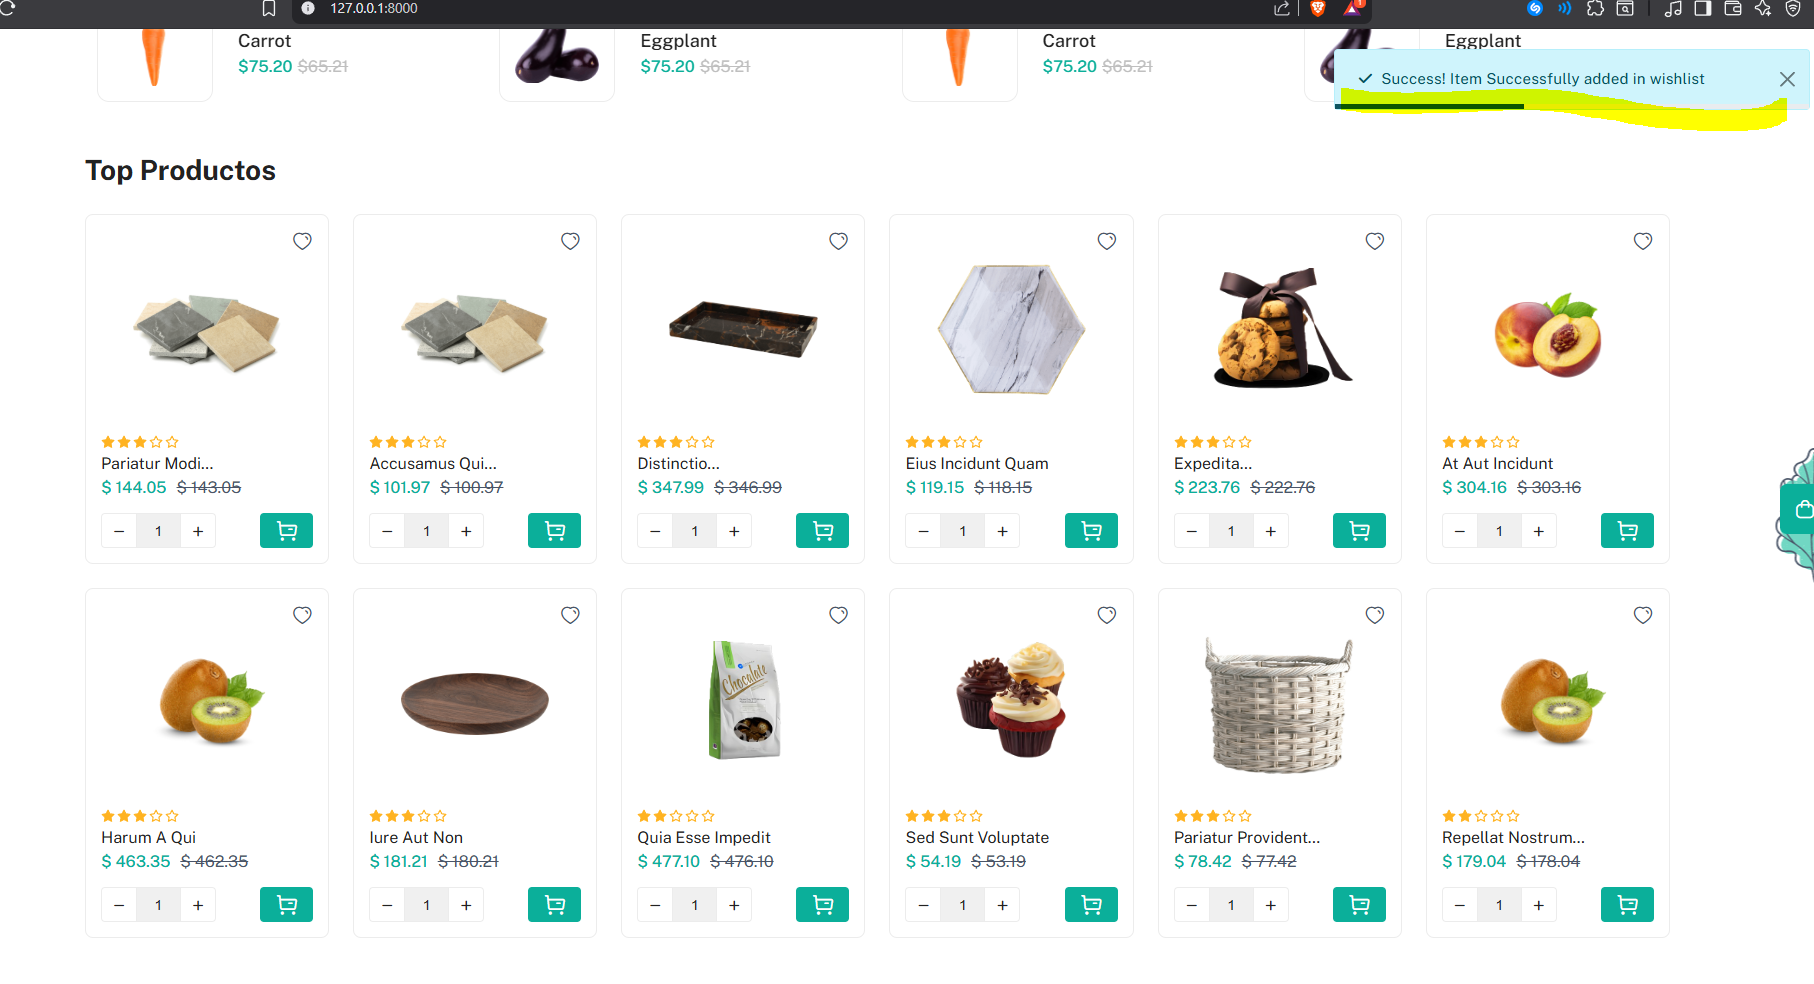 127.0.0.1:8000
1
Carrot
$75.20 $65.21
Eggplant
$75.20 $65.21
Carrot
$75.20 $65.21
Eggplant
$75.20 $65.21
Success! Item Successfully added in wishlist
Top Productos
Pariatur Modi...
$ 144.05 $ 143.05
− 1 +
Accusamus Qui...
$ 101.97 $ 100.97
− 1 +
Distinctio...
$ 347.99 $ 346.99
− 1 +
Eius Incidunt Quam
$ 119.15 $ 118.15
− 1 +
Expedita...
$ 223.76 $ 222.76
− 1 +
At Aut Incidunt
$ 304.16 $ 303.16
− 1 +
Chocolate
Harum A Qui
$ 463.35 $ 462.35
− 1 +
Iure Aut Non
$ 181.21 $ 180.21
− 1 +
Quia Esse Impedit
$ 477.10 $ 476.10
− 1 +
Sed Sunt Voluptate
$ 54.19 $ 53.19
− 1 +
Pariatur Provident...
$ 78.42 $ 77.42
− 1 +
Repellat Nostrum...
$ 179.04 $ 178.04
− 1 +